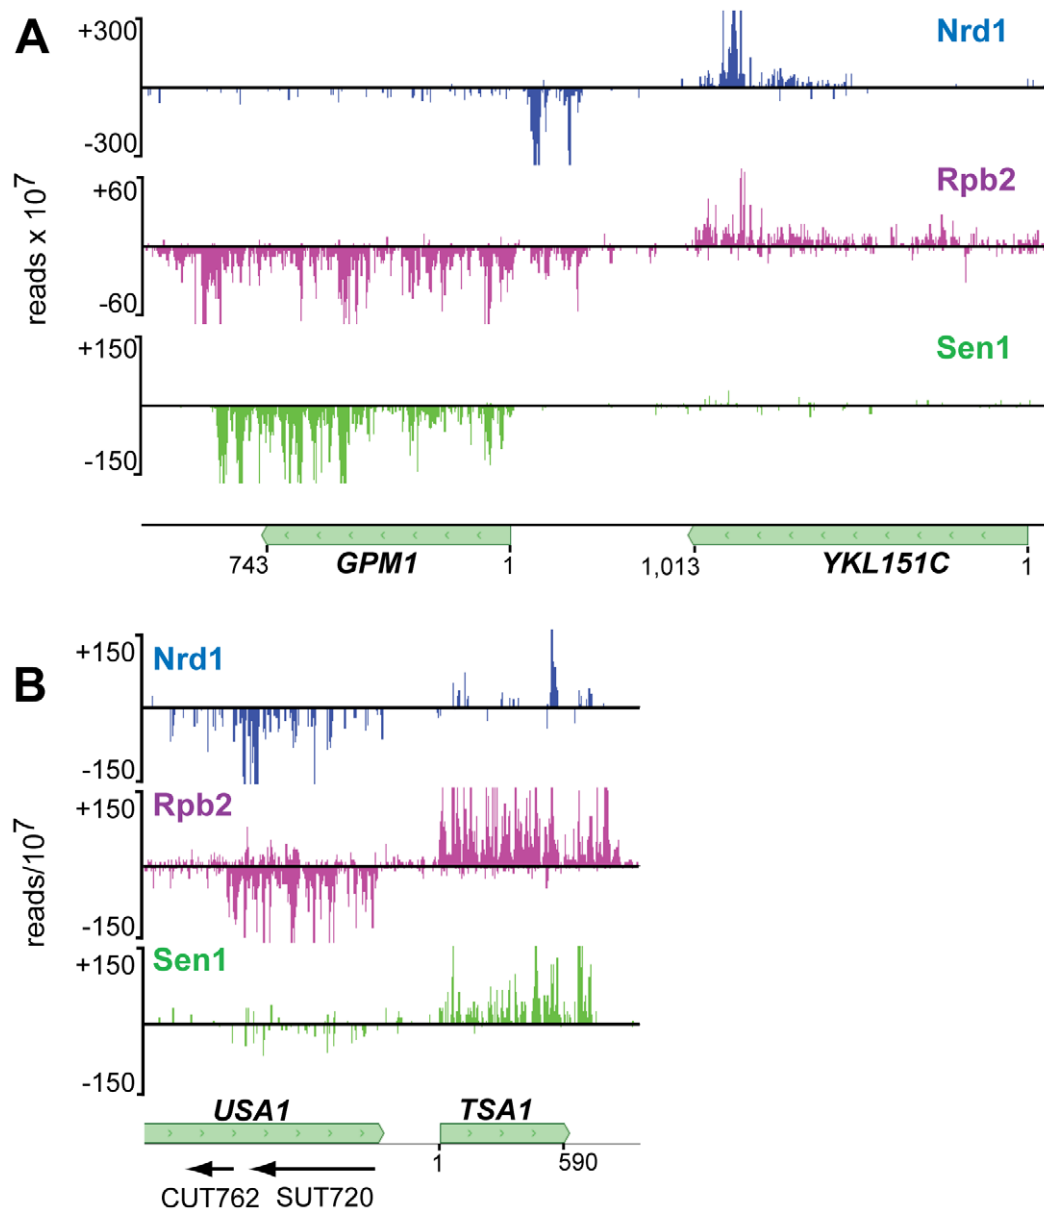 A
+300
Nrd1
-300
+60
Rpb2
reads x 10^7
-60
+150
Sen1
-150
743
GPM1
1
1,013
YKL151C
1
B
+150
Nrd1
-150
+150
Rpb2
reads/10^7
-150
+150
Sen1
-150
USA1
TSA1
1
590
CUT762
SUT720